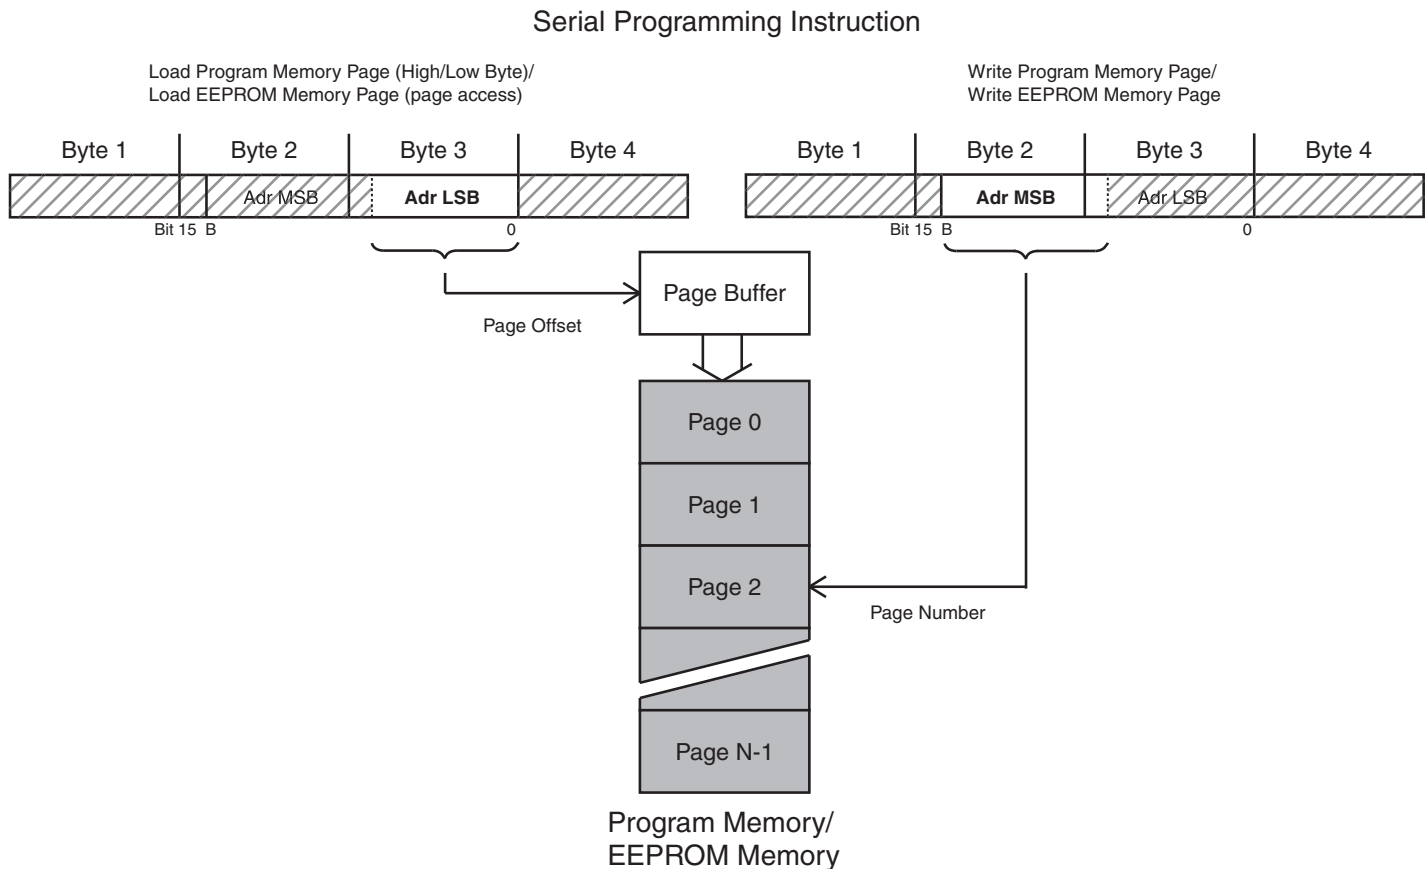 Serial Programming Instruction
Load Program Memory Page (High/Low Byte)/
Load EEPROM Memory Page (page access)
Write Program Memory Page/
Write EEPROM Memory Page
Byte 1 Byte 2 Byte 3 Byte 4
Byte 1 Byte 2 Byte 3 Byte 4
Adr MSB Adr LSB
Adr MSB Adr LSB
Bit 15 B 0
Bit 15 B 0
Page Buffer
Page Offset
Page 0
Page 1
Page 2
Page Number
Page N-1
Program Memory/
EEPROM Memory